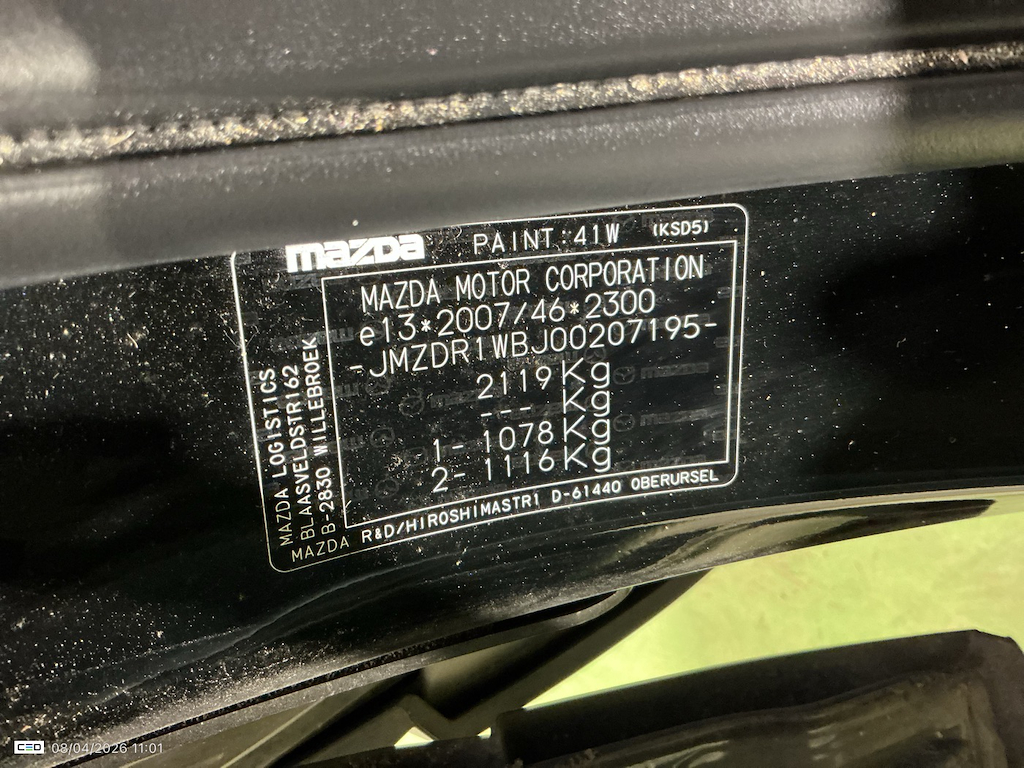 mazda PAINT:41W (KSD5)
MAZDA MOTOR CORPORATION
e13*2007/46*2300
-JMZDR1WBJ00207195-
2119 Kg
--- Kg
1- 1078 Kg
2- 1116 Kg
MAZDA LOGISTICS
BLAASVELDSTR162
B-2830 WILLEBROEK
MAZDA R&D/HIROSHIMASTR1 D-61440 OBERURSEL
CEO 08/04/2026 11:01